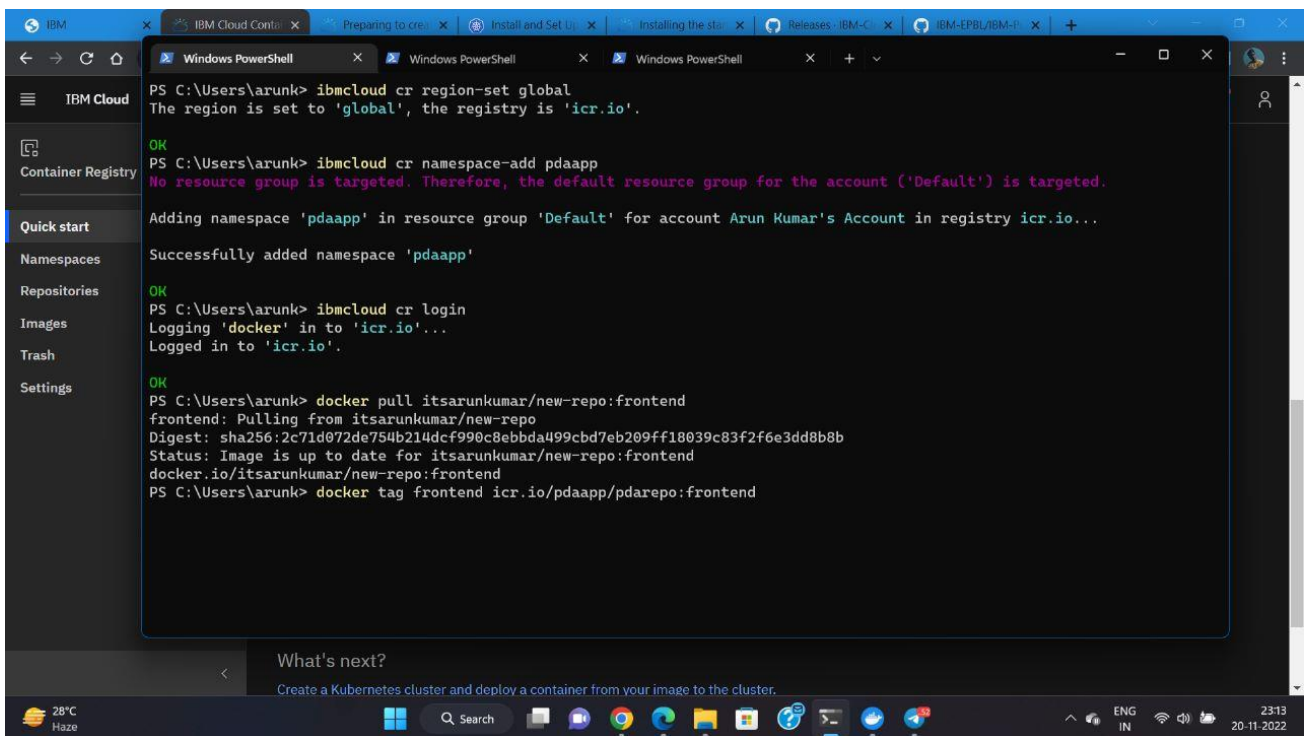 IBM
IBM Cloud Contai
Preparing to crea
Install and Set Up
Installing the stan
Releases · IBM-C
IBM-EPBL/IBM-P
Windows PowerShell
Windows PowerShell
Windows PowerShell
IBM Cloud
Container Registry
Quick start
Namespaces
Repositories
Images
Trash
Settings
PS C:\Users\arunk> ibmcloud cr region-set global
The region is set to 'global', the registry is 'icr.io'.
OK
PS C:\Users\arunk> ibmcloud cr namespace-add pdaapp
No resource group is targeted. Therefore, the default resource group for the account ('Default') is targeted.
Adding namespace 'pdaapp' in resource group 'Default' for account Arun Kumar's Account in registry icr.io...
Successfully added namespace 'pdaapp'
OK
PS C:\Users\arunk> ibmcloud cr login
Logging 'docker' in to 'icr.io'...
Logged in to 'icr.io'.
OK
PS C:\Users\arunk> docker pull itsarunkumar/new-repo:frontend
frontend: Pulling from itsarunkumar/new-repo
Digest: sha256:2c71d072de754b214dcf990c8ebbda499cbd7eb209ff18039c83f2f6e3dd8b8b
Status: Image is up to date for itsarunkumar/new-repo:frontend
docker.io/itsarunkumar/new-repo:frontend
PS C:\Users\arunk> docker tag frontend icr.io/pdaapp/pdarepo:frontend
What's next?
Create a Kubernetes cluster and deploy a container from your image to the cluster.
28°C
Haze
Search
ENG
IN
23:13
20-11-2022